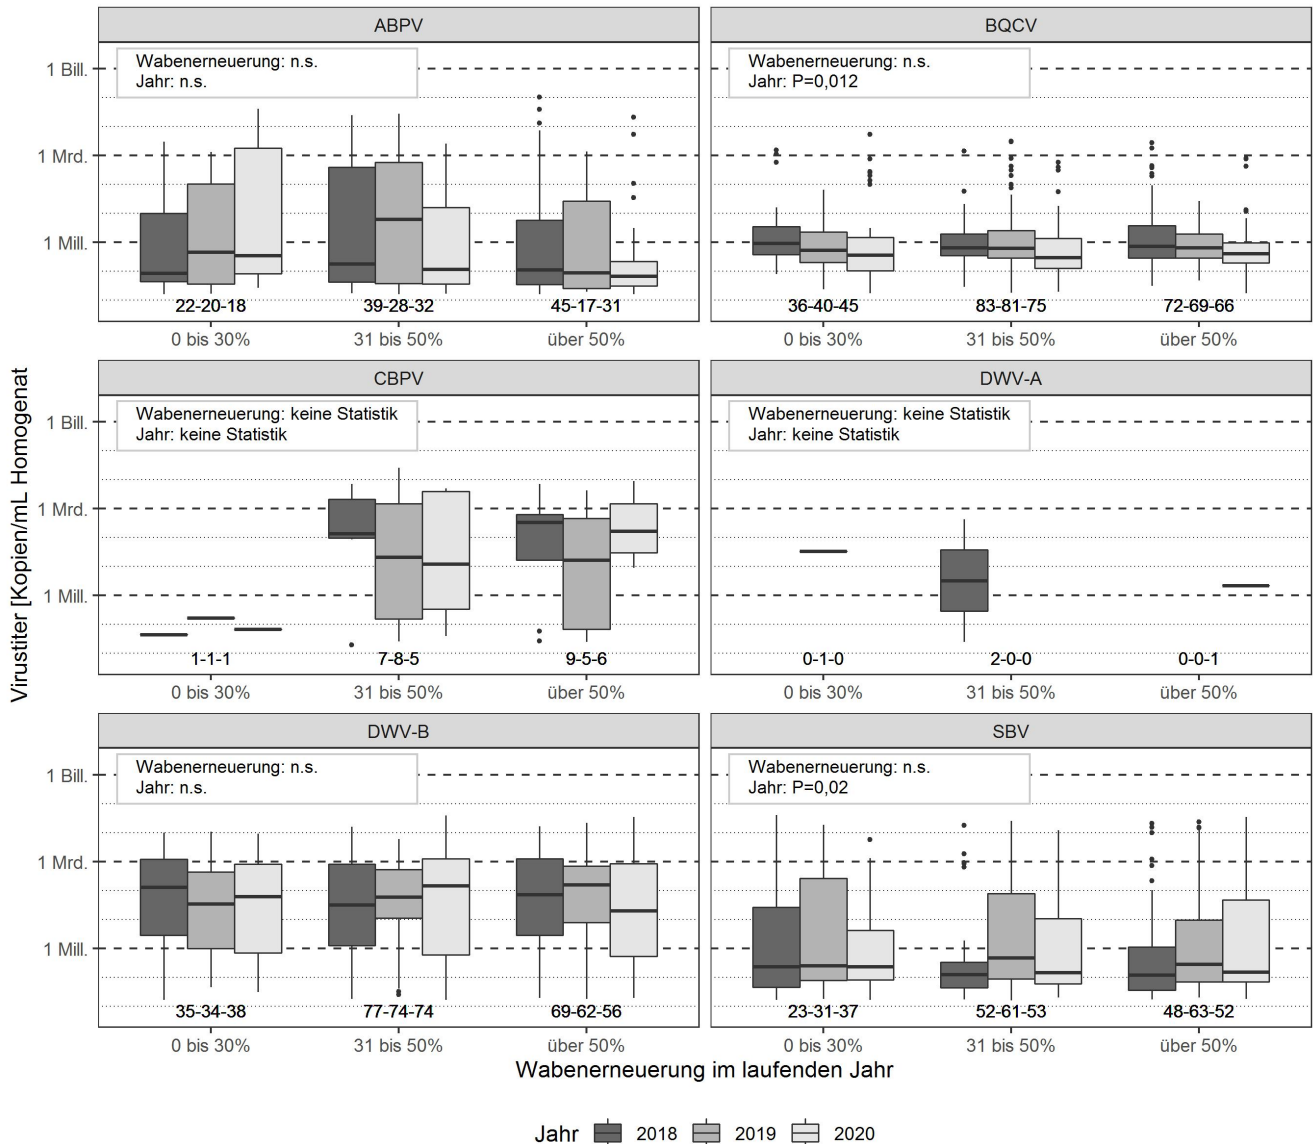 ABPV
BQCV
Wabenerneuerung: n.s.
Jahr: n.s.
Wabenerneuerung: n.s.
Jahr: P=0,012
1 Bill.
1 Mrd.
1 Mill.
22-20-18
39-28-32
45-17-31
36-40-45
83-81-75
72-69-66
0 bis 30%
31 bis 50%
über 50%
0 bis 30%
31 bis 50%
über 50%
CBPV
DWV-A
Wabenerneuerung: keine Statistik
Jahr: keine Statistik
Wabenerneuerung: keine Statistik
Jahr: keine Statistik
1 Bill.
1 Mrd.
1 Mill.
1-1-1
7-8-5
9-5-6
0-1-0
2-0-0
0-0-1
0 bis 30%
31 bis 50%
über 50%
0 bis 30%
31 bis 50%
über 50%
Virustiter [Kopien/mL Homogenat
DWV-B
SBV
Wabenerneuerung: n.s.
Jahr: n.s.
Wabenerneuerung: n.s.
Jahr: P=0,02
1 Bill.
1 Mrd.
1 Mill.
35-34-38
77-74-74
69-62-56
23-31-37
52-61-53
48-63-52
0 bis 30%
31 bis 50%
über 50%
0 bis 30%
31 bis 50%
über 50%
Wabenerneuerung im laufenden Jahr
Jahr 2018 2019 2020